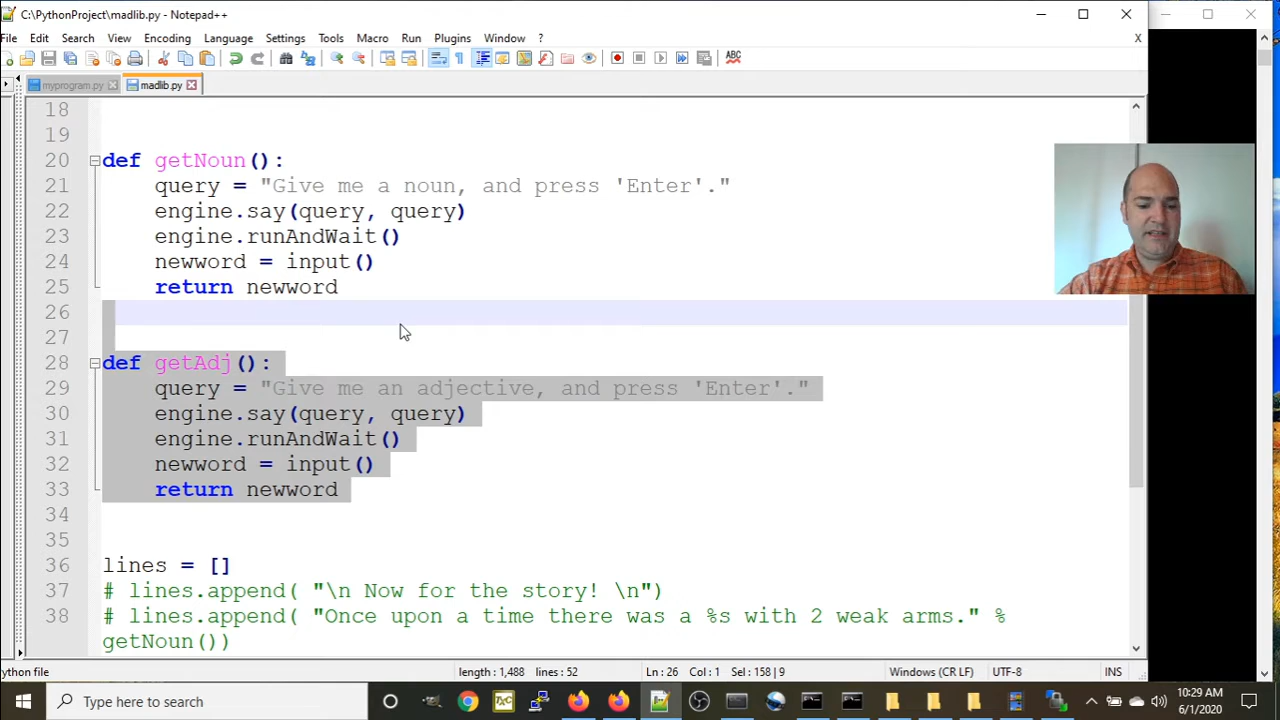 C:\PythonProject\madlib.py - Notepad++
File Edit Search View Encoding Language Settings Tools Macro Run Plugins Window ? X
ABC
myprogram.py madlib.py
18
19
20 def getNoun():
21 query = "Give me a noun, and press 'Enter'."
22 engine.say(query, query)
23 engine.runAndWait()
24 newword = input()
25 return newword
26
27
28 def getAdj():
29 query = "Give me an adjective, and press 'Enter'."
30 engine.say(query, query)
31 engine.runAndWait()
32 newword = input()
33 return newword
34
35
36 lines = []
37 # lines.append( "\n Now for the story! \n")
38 # lines.append( "Once upon a time there was a %s with 2 weak arms." %
getNoun())
ython file length : 1,488 lines : 52 Ln : 26 Col : 1 Sel : 158 | 9 Windows (CR LF) UTF-8 INS
Type here to search 10:29 AM
6/1/2020